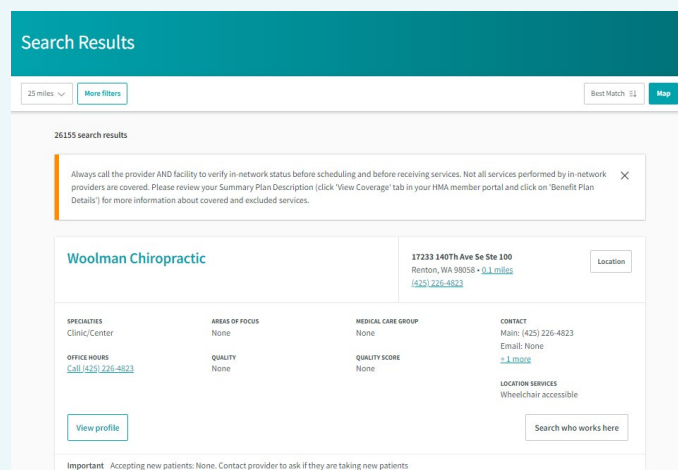 Search Results
25 miles
More filters
Best Match
Map
26155 search results
Always call the provider AND facility to verify in-network status before scheduling and before receiving services. Not all services performed by in-network
providers are covered. Please review your Summary Plan Description (click 'View Coverage' tab in your HMA member portal and click on 'Benefit Plan
Details') for more information about covered and excluded services.
Woolman Chiropractic
17233 140Th Ave Se Ste 100
Renton, WA 98058 • 0.1 miles
(425) 226-4823
Location
SPECIALTIES
Clinic/Center
AREAS OF FOCUS
None
MEDICAL CARE GROUP
None
CONTACT
Main: (425) 226-4823
Email: None
+ 1 more
OFFICE HOURS
Call (425) 226-4823
QUALITY
None
QUALITY SCORE
None
LOCATION SERVICES
Wheelchair accessible
View profile
Search who works here
Important Accepting new patients: None. Contact provider to ask if they are taking new patients